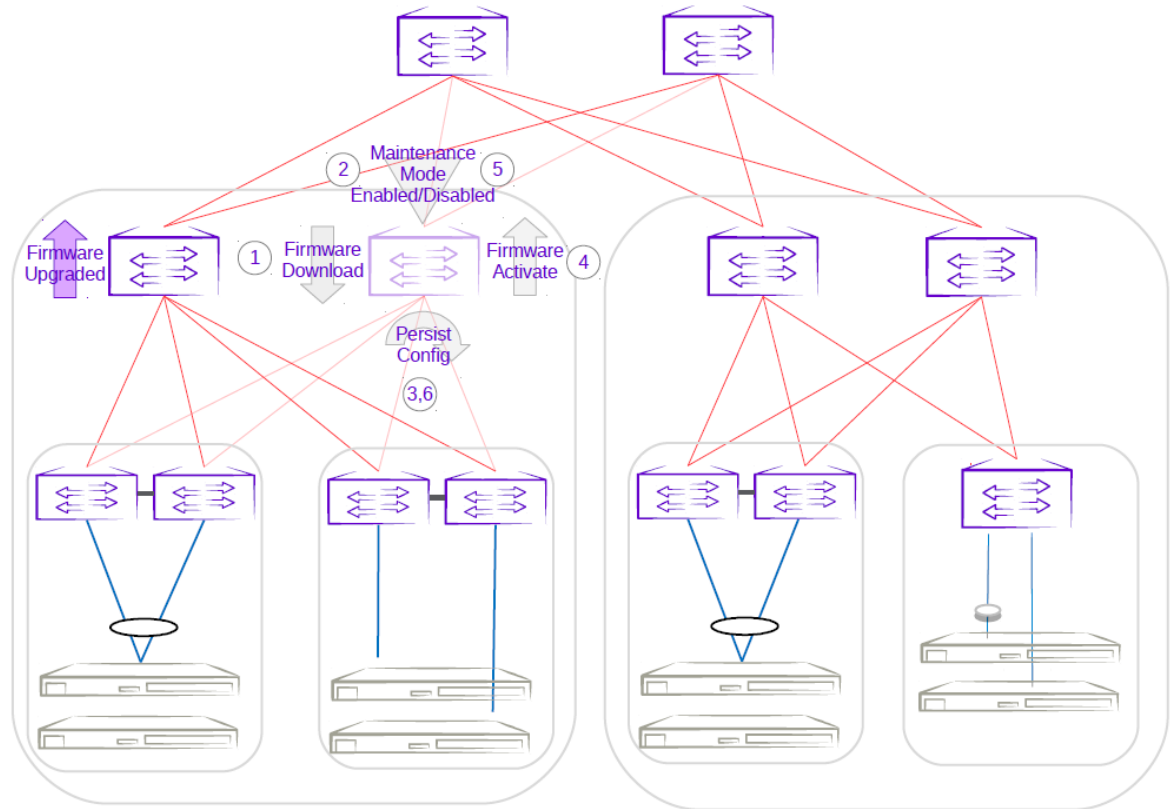 2
Maintenance
Mode
Enabled/Disabled
5
Firmware
Upgraded
1
Firmware
Download
Firmware
Activate
4
Persist
Config
3,6